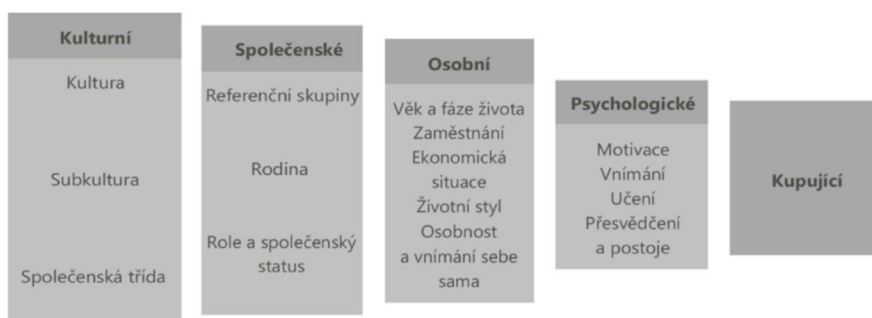 Kulturní
Kultura
Subkultura
Společenská třída
Společenské
Referenční skupiny
Rodina
Role a společenský
status
Osobní
Věk a fáze života
Zaměstnání
Ekonomická
situace
Životní styl
Osobnost
a vnímání sebe
sama
Psychologické
Motivace
Vnímání
Učení
Přesvědčení
a postoje
Kupující